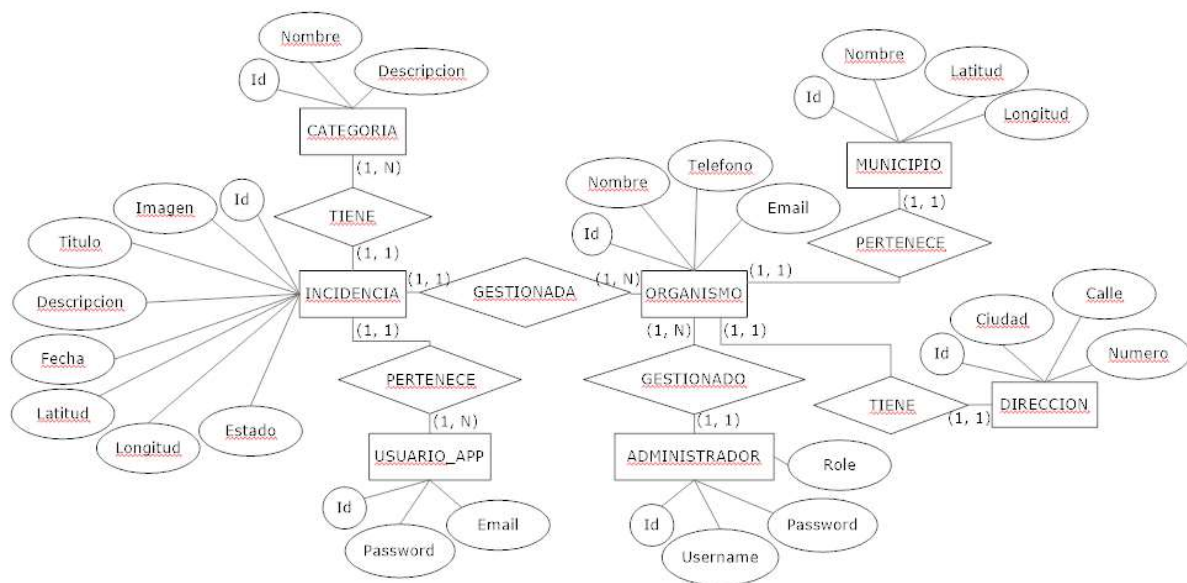 Nombre
Id
Descripcion
CATEGORIA
(1, N)
TIENE
(1, 1)
Id
Imagen
Titulo
Descripcion
Fecha
Latitud
Longitud
Estado
INCIDENCIA
(1, 1)
GESTIONADA
(1, N)
(1, 1)
PERTENECE
(1, N)
USUARIO_APP
Id
Password
Email
Nombre
Telefono
Email
Id
ORGANISMO
(1, 1)
(1, N)
(1, 1)
GESTIONADO
(1, 1)
ADMINISTRADOR
Role
Id
Username
Password
Nombre
Latitud
Id
Longitud
MUNICIPIO
(1, 1)
PERTENECE
Calle
Ciudad
Id
Numero
TIENE
(1, 1)
DIRECCION